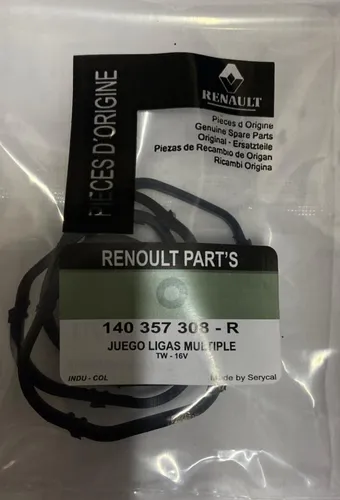 PIECES D'ORIGINE
RENAULT
Pieces d Origine
Genuine Spare Parts
Original - Ersatzteile
Piezas de Recambio de Origan
Ricambi Origina
RENOULT PART'S
140 357 308 - R
JUEGO LIGAS MULTIPLE
TW - 16V
INDU - COL
Made by Serycal